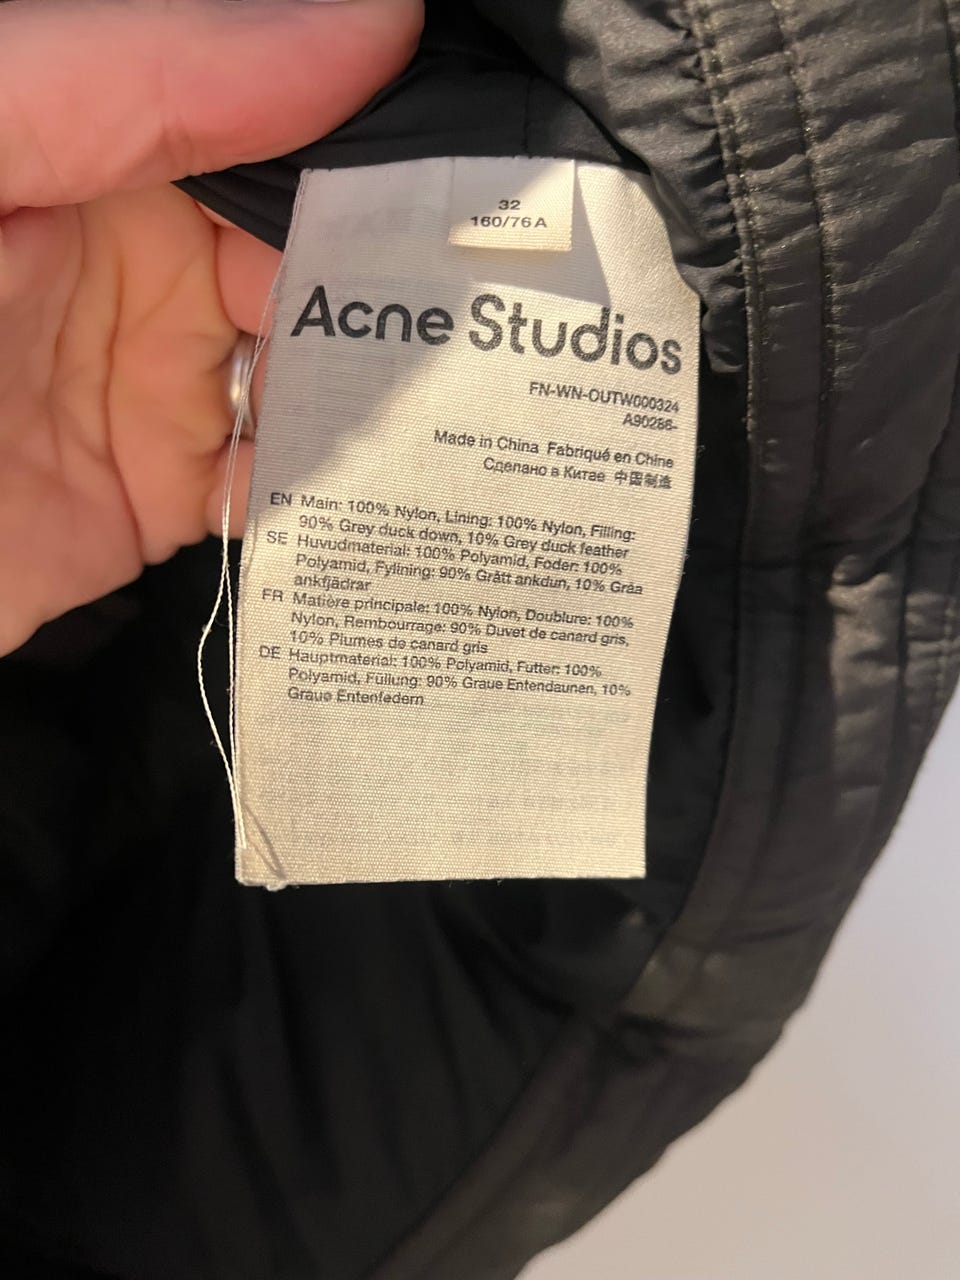 32
160/76A
Acne Studios
FN-WN-OUTW000324
A90286-
Made in China Fabriqué en Chine
Сделано в Китае 中国制造
EN Main: 100% Nylon, Lining: 100% Nylon, Filling:
90% Grey duck down, 10% Grey duck feather
SE Huvudmaterial: 100% Polyamid, Foder: 100%
Polyamid, Fyllning: 90% Grått ankdun, 10% Gråa
ankfjädrar
FR Matière principale: 100% Nylon, Doublure: 100%
Nylon, Rembourrage: 90% Duvet de canard gris,
10% Plumes de canard gris
DE Hauptmaterial: 100% Polyamid, Futter: 100%
Polyamid, Füllung: 90% Graue Entendaunen, 10%
Graue Entenfedern